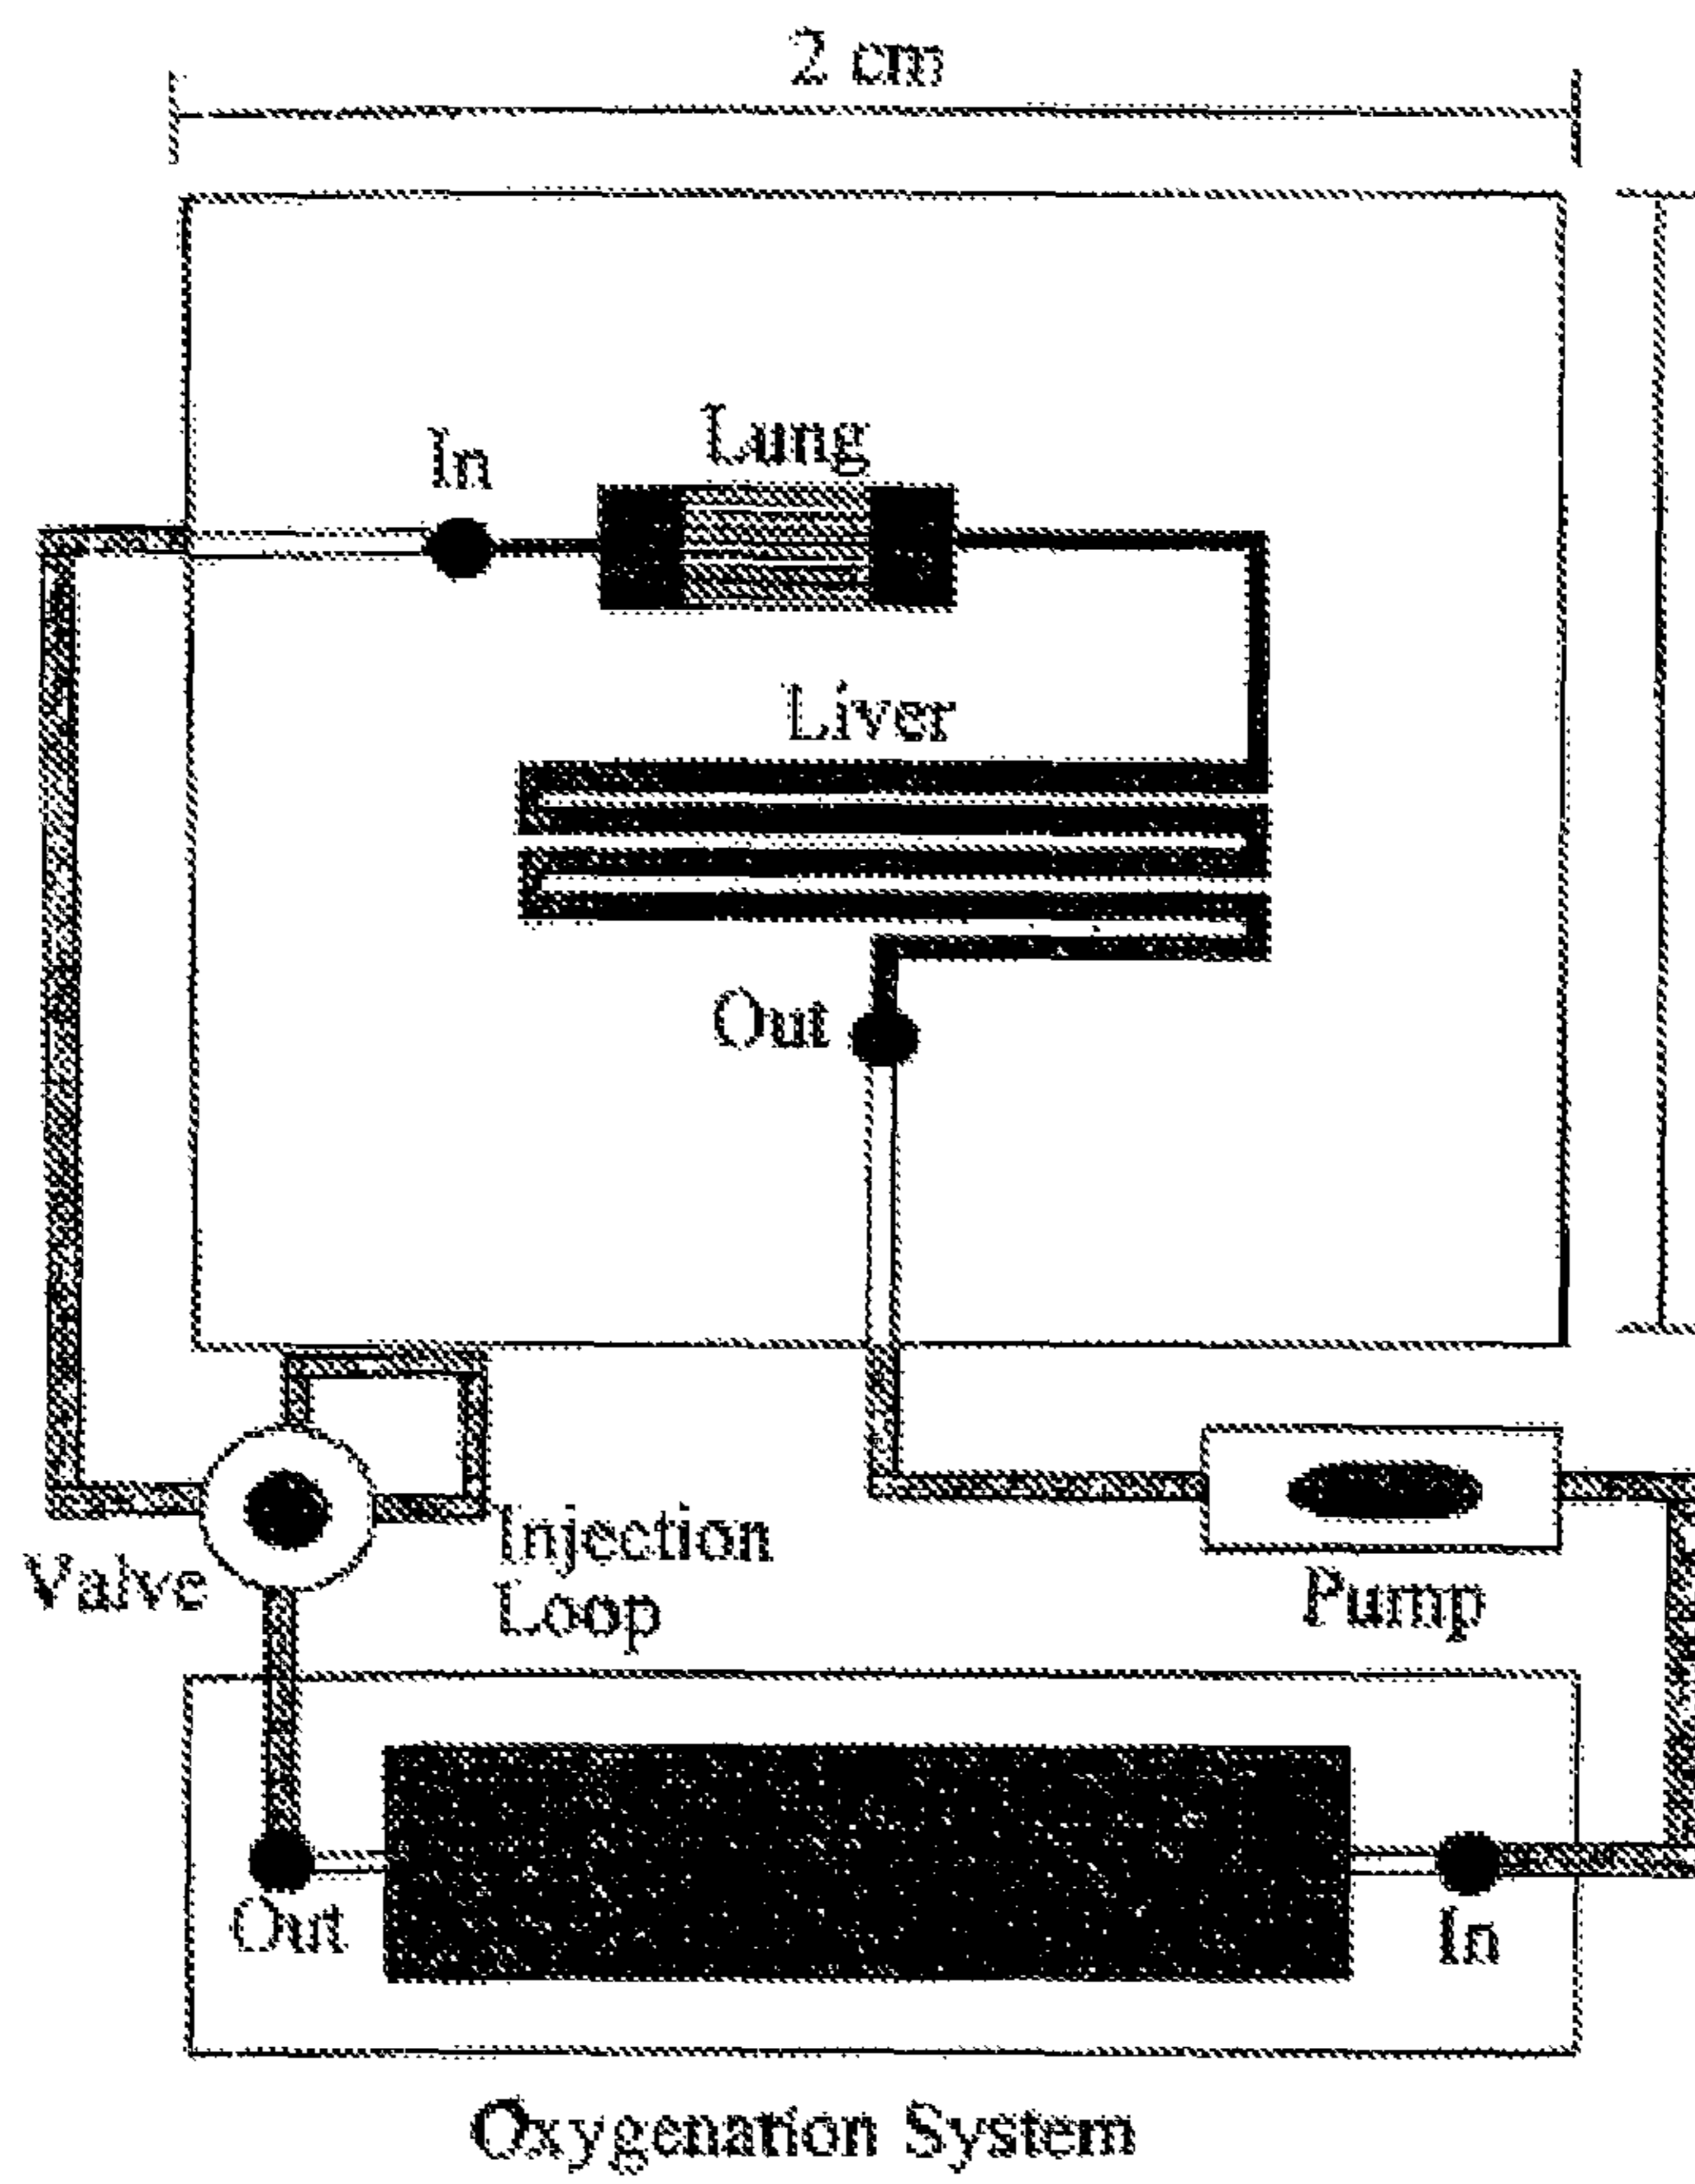 2 cm
In
Lung
Liver
Out
Valve
Injection
Loop
Pump
Out
In
Oxygenation System